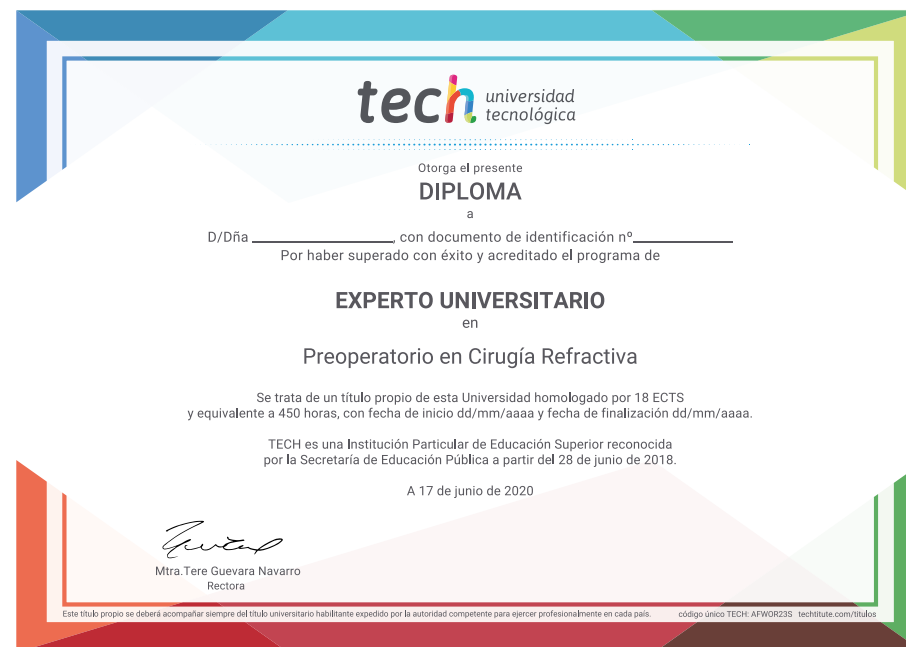 tech universidad
tecnológica
Otorga el presente
DIPLOMA
a
D/Dña ____________________, con documento de identificación nº______________
Por haber superado con éxito y acreditado el programa de
EXPERTO UNIVERSITARIO
en
Preoperatorio en Cirugía Refractiva
Se trata de un título propio de esta Universidad homologado por 18 ECTS
y equivalente a 450 horas, con fecha de inicio dd/mm/aaaa y fecha de finalización dd/mm/aaaa.
TECH es una Institución Particular de Educación Superior reconocida
por la Secretaría de Educación Pública a partir del 28 de junio de 2018.
A 17 de junio de 2020
Mtra.Tere Guevara Navarro
Rectora
Este título propio se deberá acompañar siempre del título universitario habilitante expedido por la autoridad competente para ejercer profesionalmente en cada país. código único TECH: AFWOR23S techtitute.com/titulos